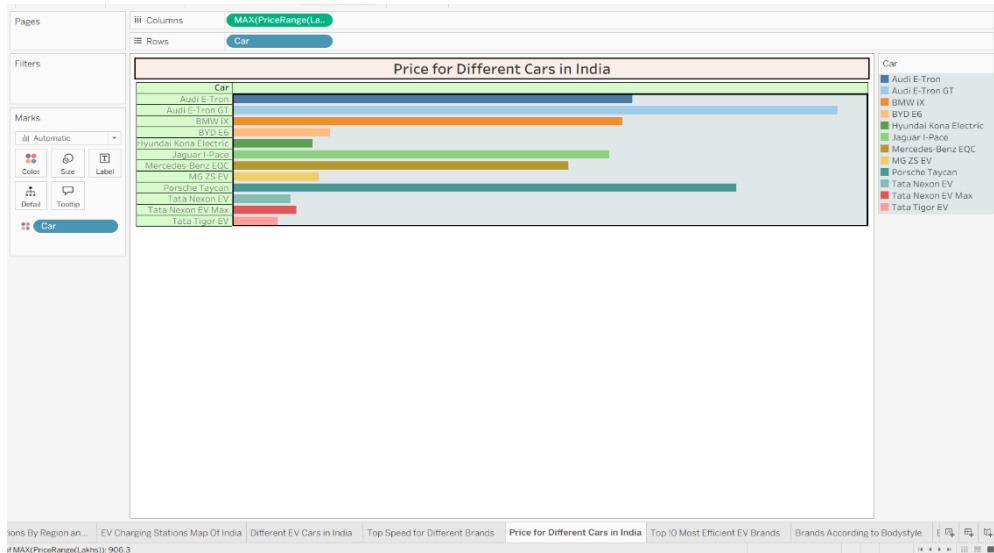 Pages
iii Columns
MAX(PriceRange(La..
Rows
Car
Filters
Price for Different Cars in India
Car
Audi E-Tron
Audi E-Tron GT
BMW iX
BYD E6
Hyundai Kona Electric
Jaguar I-Pace
Mercedes-Benz EQC
MG ZS EV
Porsche Taycan
Tata Nexon EV
Tata Nexon EV Max
Tata Tigor EV
Marks
Automatic
Color
Size
Label
Detail
Tooltip
Car
Car
Audi E-Tron
Audi E-Tron GT
BMW iX
BYD E6
Hyundai Kona Electric
Jaguar I-Pace
Mercedes-Benz EQC
MG ZS EV
Porsche Taycan
Tata Nexon EV
Tata Nexon EV Max
Tata Tigor EV
ions By Region an...
EV Charging Stations Map Of India
Different EV Cars in India
Top Speed for Different Brands
Price for Different Cars in India
Top 10 Most Efficient EV Brands
Brands According to Bodystyle
of MAX(PriceRange(Lakhs)): 906.3